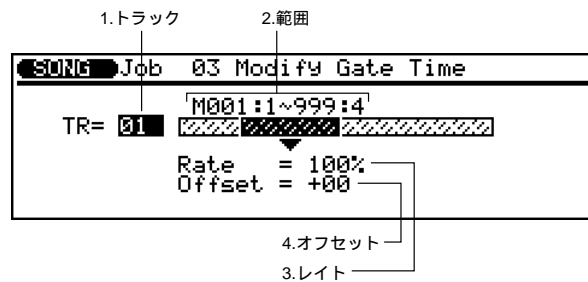 1.トラック 2.範囲
SONG Job 03 Modify Gate Time
M001:1~999:4
TR= 01
Rate = 100%
Offset = +00
4.オフセット
3.レイト